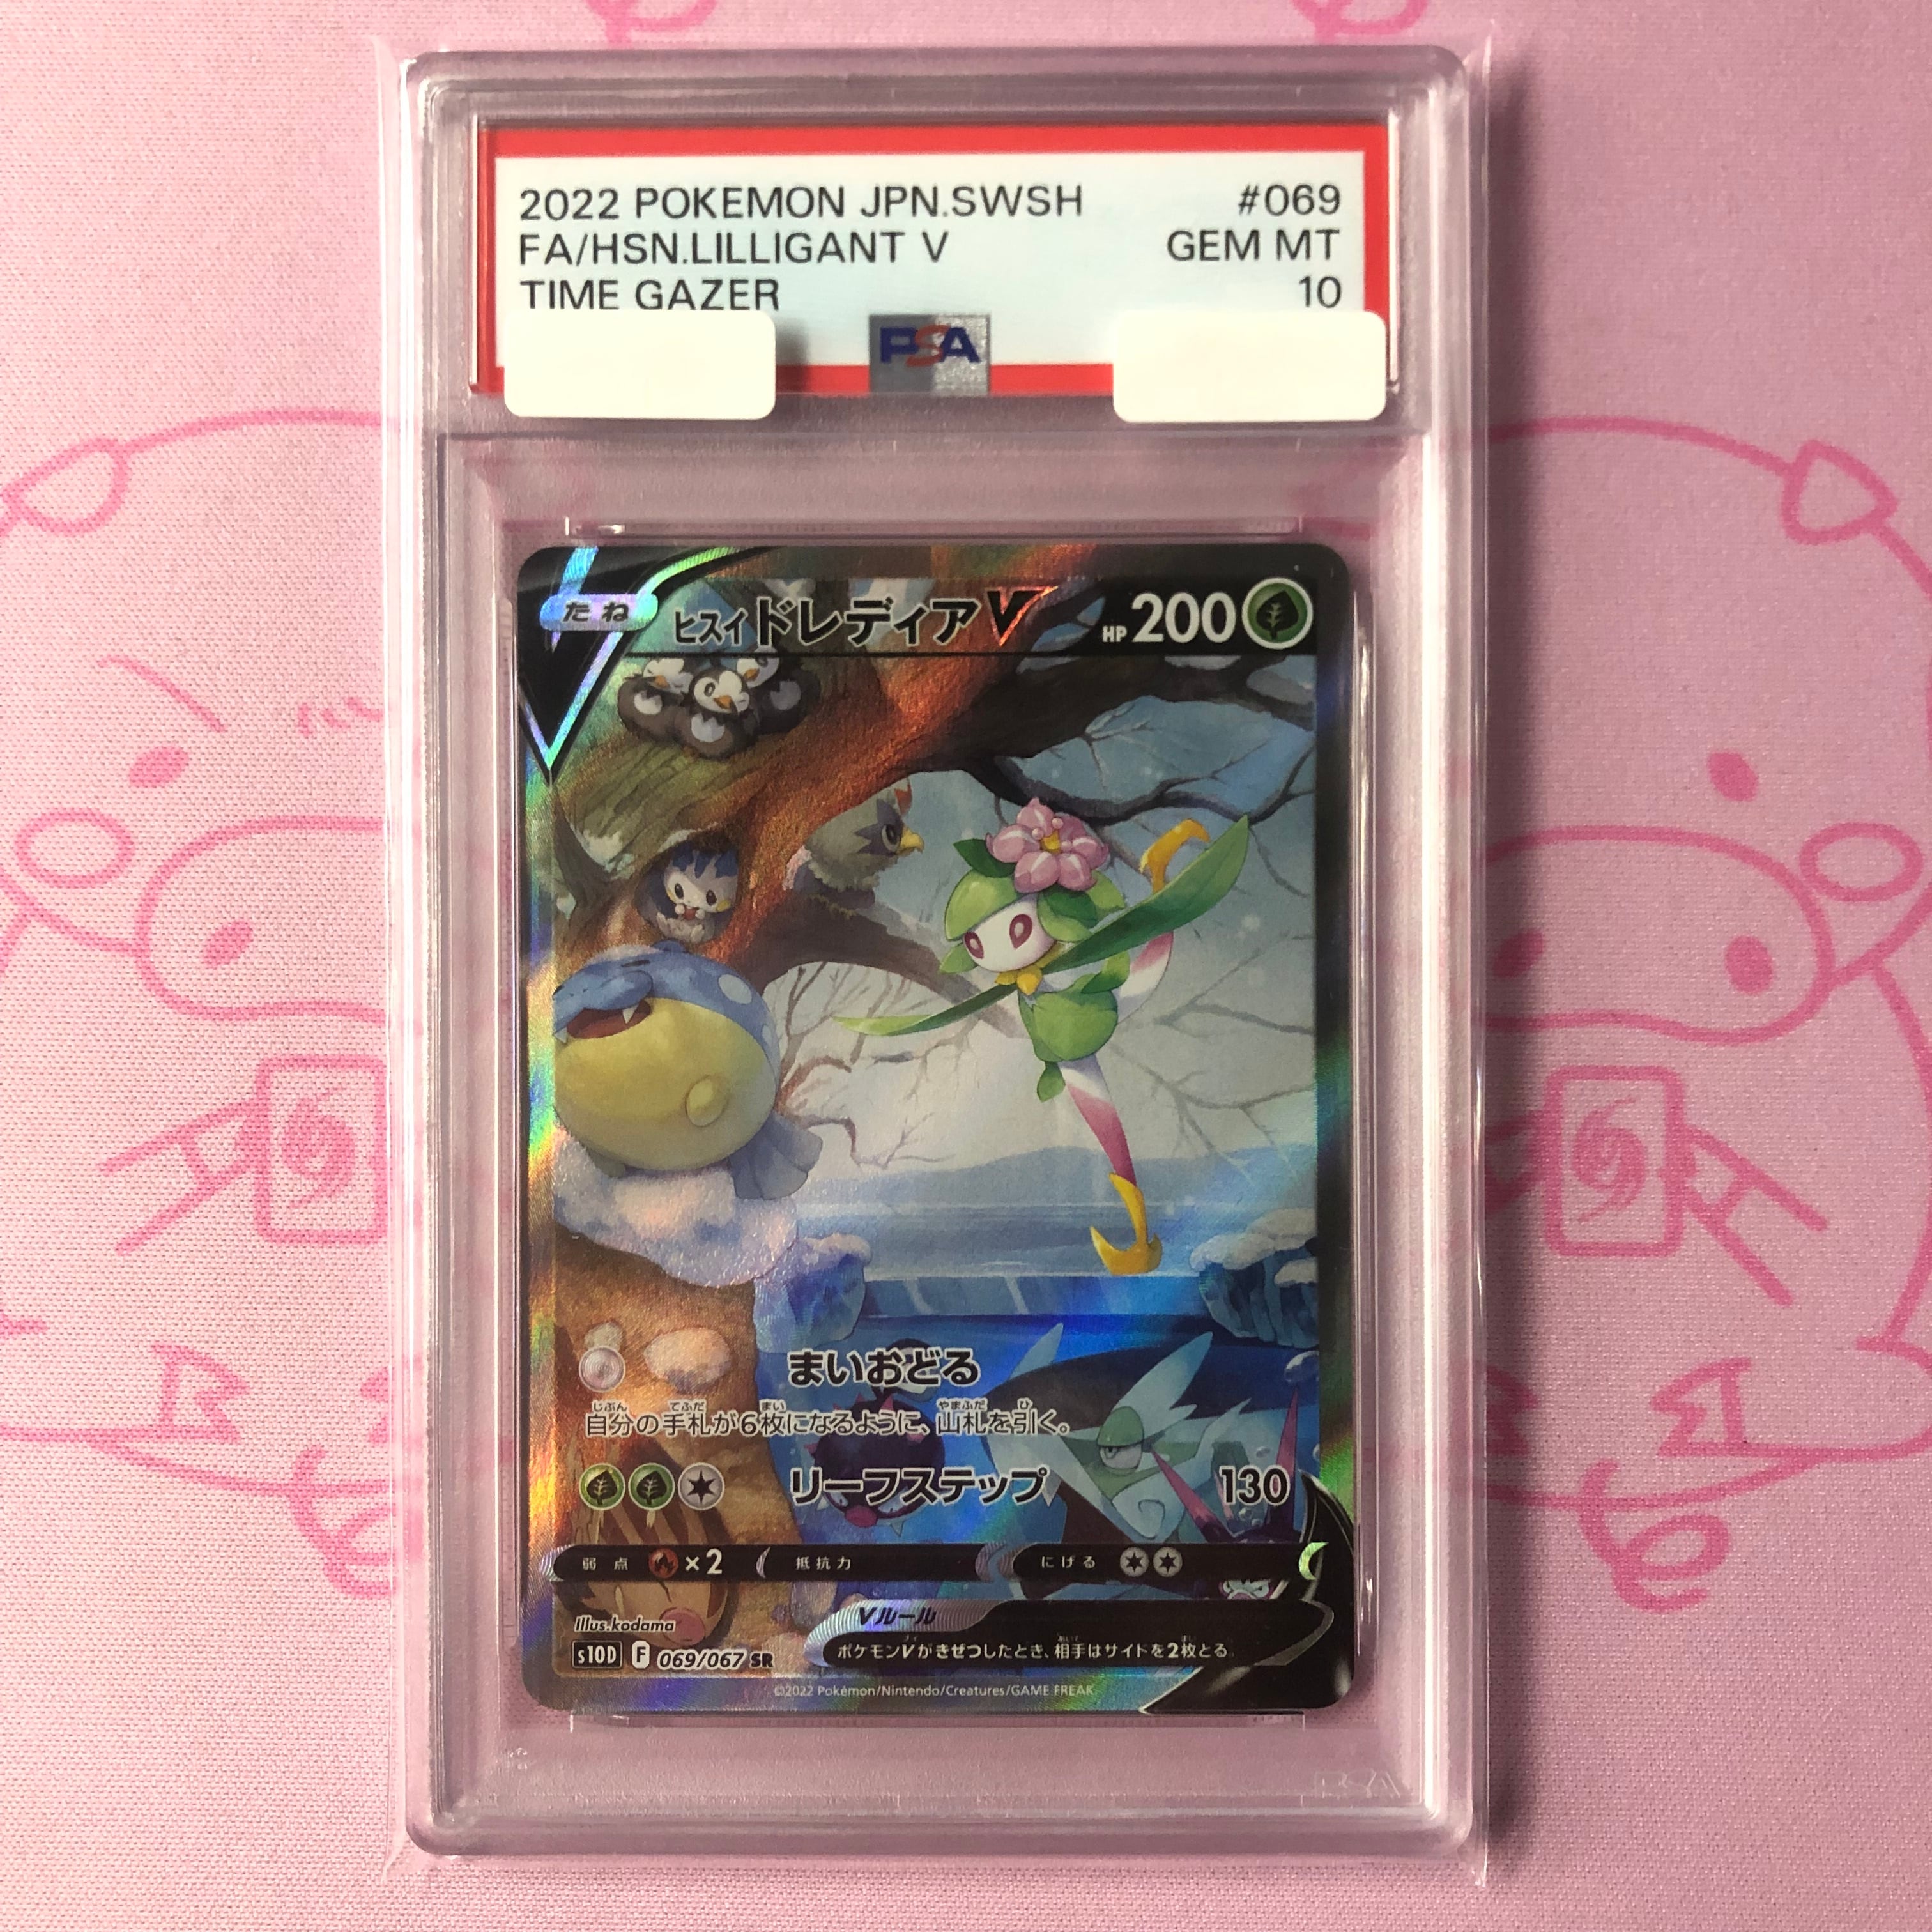 2022 POKEMON JPN.SWSH #069
FA/HSN.LILLIGANT V GEM MT
TIME GAZER 10
PSA
たね ヒスイドレディアV HP200
まいおどる
自分の手札が6枚になるように、山札を引く。
リーフステップ 130
弱点 ×2 抵抗力 にげる
Illus.kodama Vルール
s10D F 069/067 SR ポケモンVがきぜつしたとき、相手はサイドを2枚とる。
©2022 Pokémon/Nintendo/Creatures/GAME FREAK
PSA